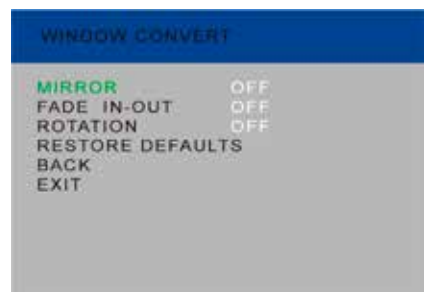 WINDOW CONVERT
MIRROR OFF
FADE IN-OUT OFF
ROTATION OFF
RESTORE DEFAULTS
BACK
EXIT